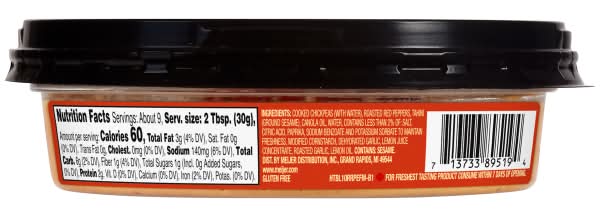 Nutrition Facts Servings: About 9, Serv. size: 2 Tbsp. (30g),
Amount per serving: Calories 60, Total Fat 3g (4% DV), Sat. Fat 0g
(0% DV), Trans Fat 0g, Cholest. 0mg (0% DV), Sodium 140mg (6% DV), Total
Carb. 8g (2% DV), Fiber 1g (4% DV), Total Sugars 1g (Incl. 0g Added Sugars,
0% DV), Protein 2g, Vit. D (0% DV), Calcium (0% DV), Iron (2% DV), Potas. (0% DV).
INGREDIENTS: COOKED CHICKPEAS (WITH WATER), ROASTED RED PEPPERS, TAHINI
(GROUND SESAME), CANOLA OIL, WATER, CONTAINS LESS THAN 2% OF: SALT,
CITRIC ACID, PAPRIKA, SODIUM BENZOATE AND POTASSIUM SORBATE TO MAINTAIN
FRESHNESS, MODIFIED CORNSTARCH, DEHYDRATED GARLIC, LEMON JUICE
CONCENTRATE, ROASTED GARLIC, LEMON OIL. CONTAINS: SESAME.
DIST. BY MEIJER DISTRIBUTION, INC., GRAND RAPIDS, MI 49544
www.meijer.com
GLUTEN FREE HTBL10RRPEFM-B1 FOR FRESHEST TASTING PRODUCT CONSUME WITHIN 7 DAYS OF OPENING.
7 13733 89519 4